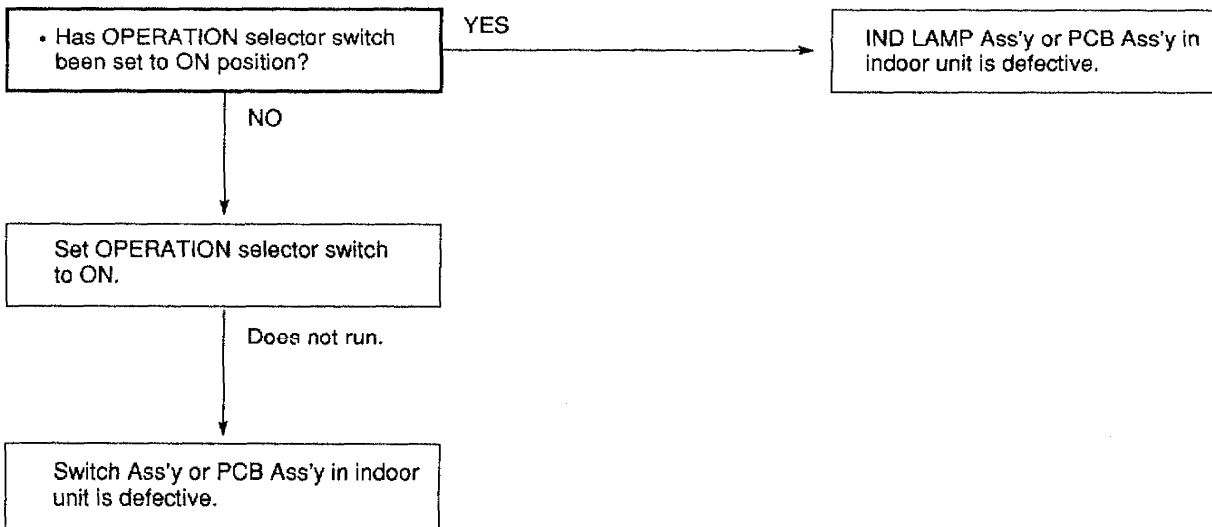 • Has OPERATION selector switch
been set to ON position?
YES
IND LAMP Ass'y or PCB Ass'y in
indoor unit is defective.
NO
Set OPERATION selector switch
to ON.
Does not run.
Switch Ass'y or PCB Ass'y in indoor
unit is defective.